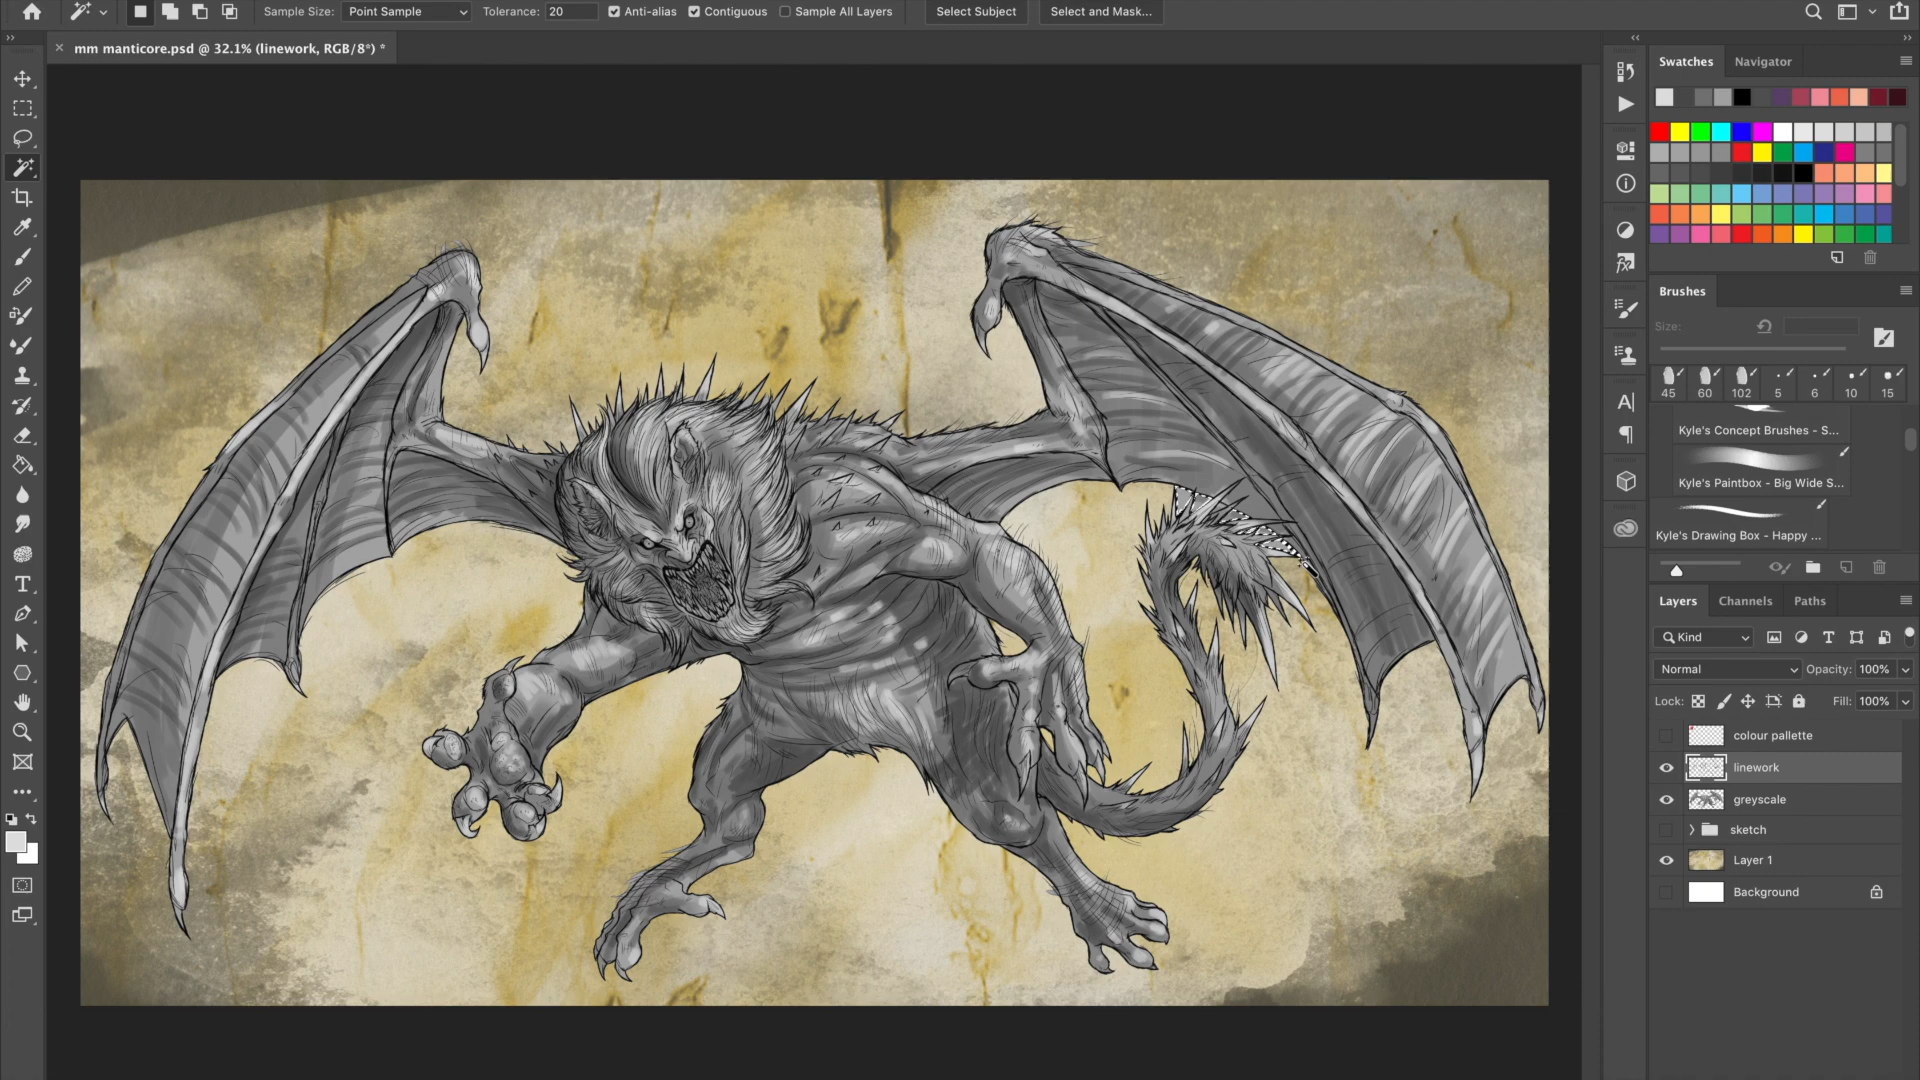 Sample Size: Point Sample Tolerance: 20 Anti-alias Contiguous Sample All Layers Select Subject Select and Mask...
mm manticore.psd @ 32.1% (linework, RGB/8*) *
Swatches Navigator
Brushes
Size:
45 60 102 5 6 10 15
Kyle's Concept Brushes - S...
Kyle's Paintbox - Big Wide S...
Kyle's Drawing Box - Happy ...
Layers Channels Paths
Kind
Normal Opacity: 100%
Lock: Fill: 100%
colour pallette
linework
greyscale
sketch
Layer 1
Background